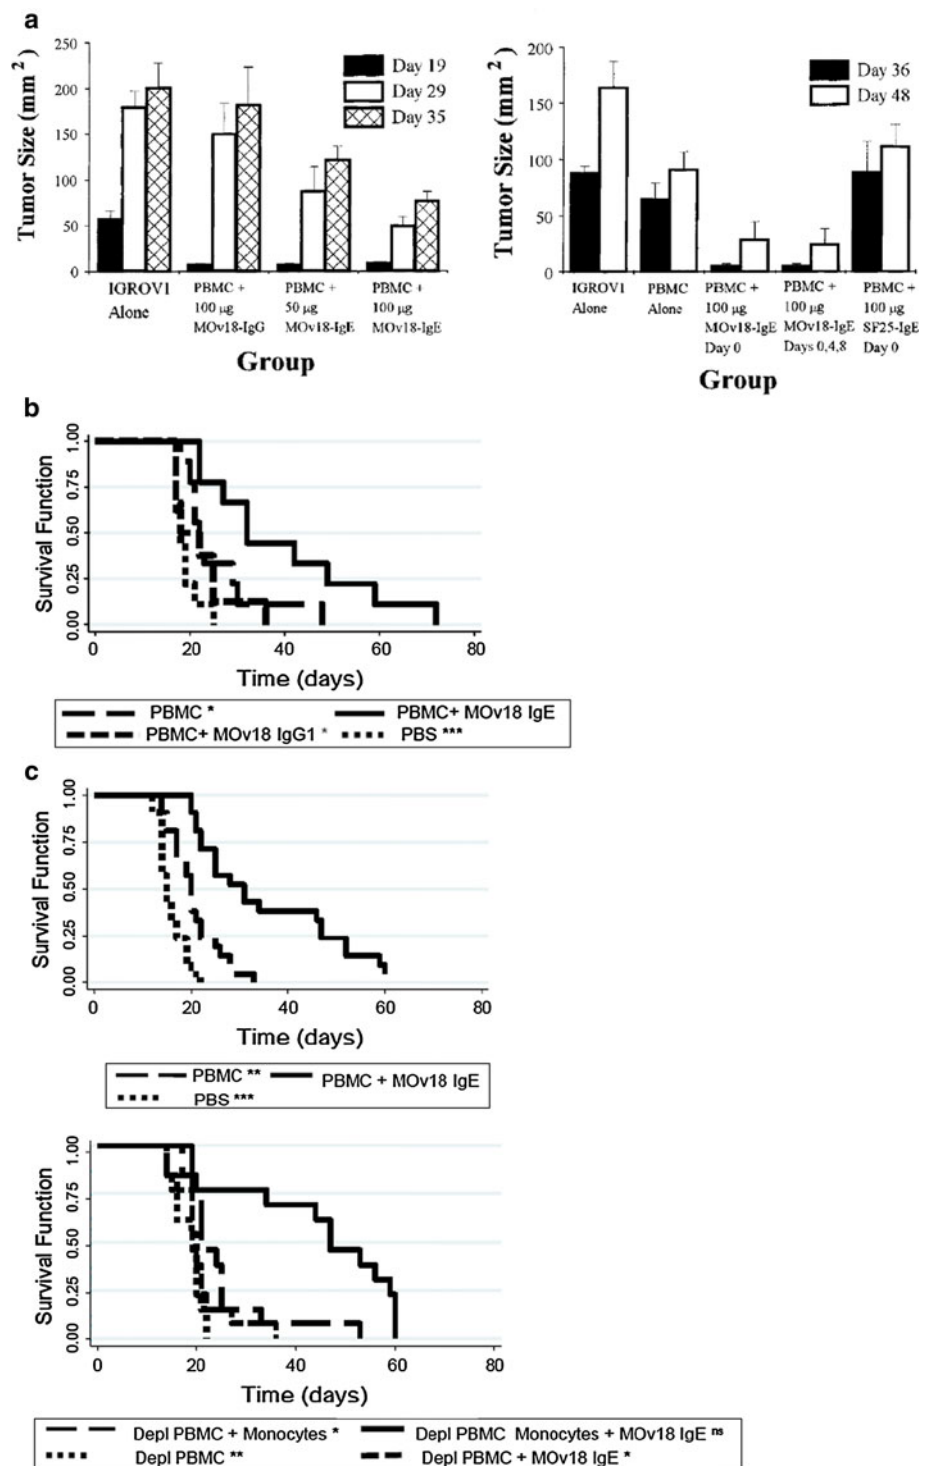 a
Tumor Size (mm 2 )
250
200
150
100
50
0
Day 19
Day 29
Day 35
IGROV1 Alone
PBMC + 100 µg MOv18-IgG
PBMC + 50 µg MOv18-IgE
PBMC + 100 µg MOv18-IgE
Group
Tumor Size (mm 2 )
200
150
100
50
0
Day 36
Day 48
IGROV1 Alone
PBMC Alone
PBMC + 100 µg MOv18-IgE Day 0
PBMC + 100 µg MOv18-IgE Days 0,4,8
PBMC + 100 µg SF25-IgE Day 0
Group
b
Survival Function
1.00
0.75
0.50
0.25
0.00
0 20 40 60 80
Time (days)
PBMC * PBMC+ MOv18 IgE
PBMC+ MOv18 IgG1 * PBS ***
c
Survival Function
1.00
0.75
0.50
0.25
0.00
0 20 40 60 80
Time (days)
PBMC ** PBMC + MOv18 IgE
PBS ***
Survival Function
1.00
0.75
0.50
0.25
0.00
0 20 40 60 80
Time (days)
Depl PBMC + Monocytes * Depl PBMC Monocytes + MOv18 IgE ns
Depl PBMC ** Depl PBMC + MOv18 IgE *